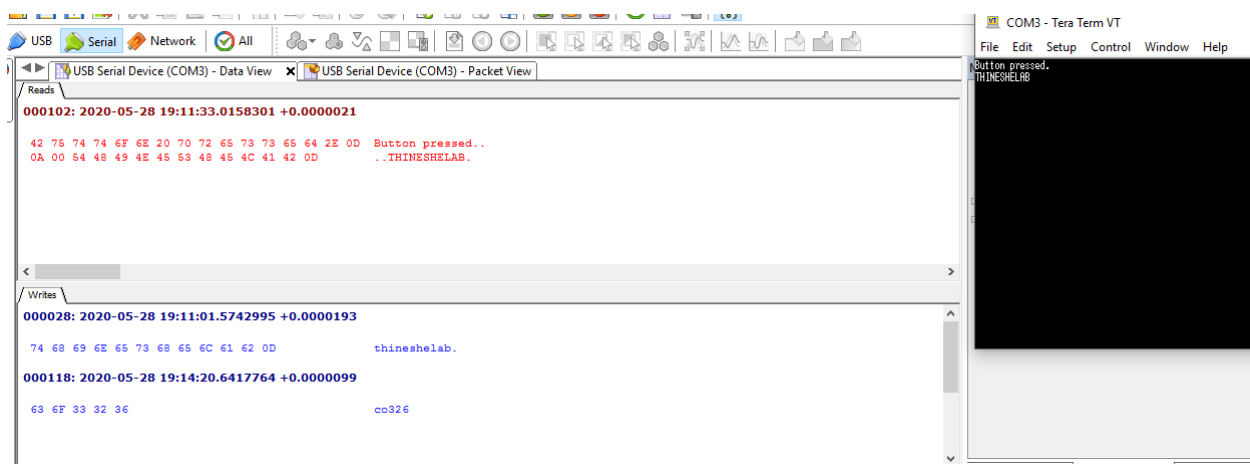 USB Serial Network All
USB Serial Device (COM3) - Data View x USB Serial Device (COM3) - Packet View
Reads
000102: 2020-05-28 19:11:33.0158301 +0.0000021
42 75 74 74 6F 6E 20 70 72 65 73 73 65 64 2E 0D Button pressed..
0A 00 54 48 49 4E 45 53 48 45 4C 41 42 0D ..THINESHELAB.
Writes
000028: 2020-05-28 19:11:01.5742995 +0.0000193
74 68 69 6E 65 73 68 65 6C 61 62 0D thineshelab.
000118: 2020-05-28 19:14:20.6417764 +0.0000099
63 6F 33 32 36 co326
VT COM3 - Tera Term VT
File Edit Setup Control Window Help
Button pressed.
THINESHELAB